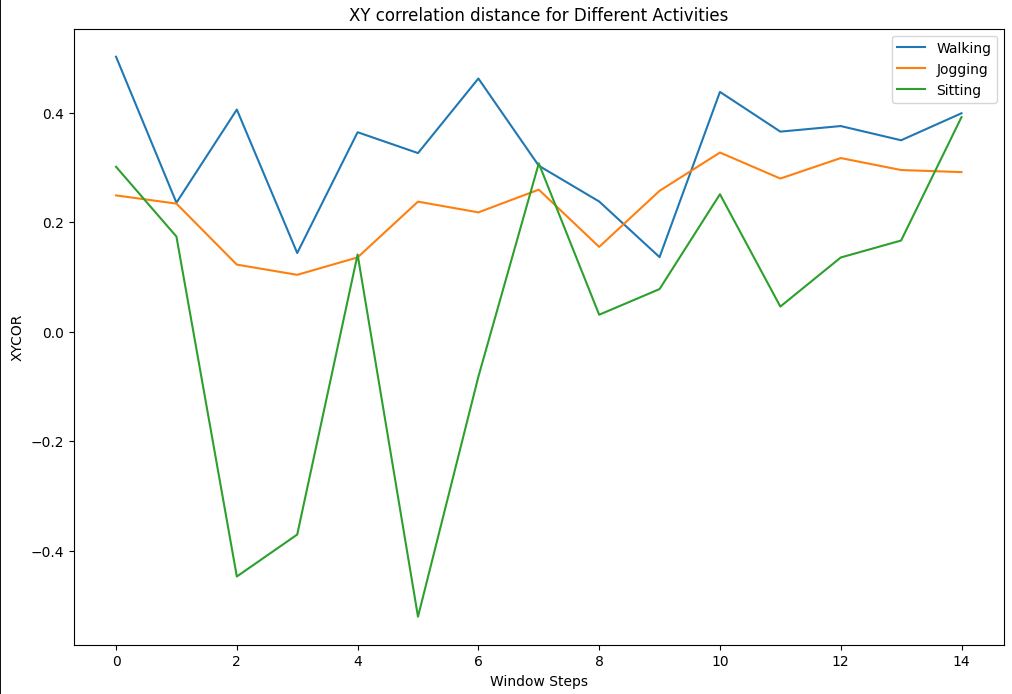 XY correlation distance for Different Activities
Walking
Jogging
Sitting
0.4
0.2
0.0
−0.2
−0.4
XYCOR
0 2 4 6 8 10 12 14
Window Steps